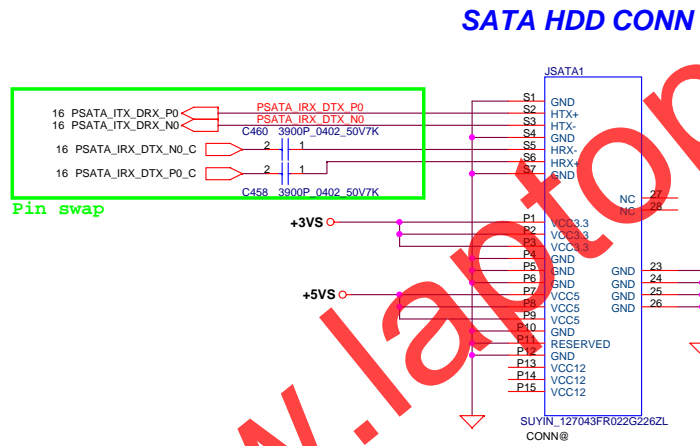 SATA HDD CONN
JSATA1
16 PSATA_ITX_DRX_P0
PSATA_IRX_DTX_P0
16 PSATA_ITX_DRX_N0
PSATA_IRX_DTX_N0
C460 3900P_0402_50V7K
16 PSATA_IRX_DTX_N0_C
2 1
16 PSATA_IRX_DTX_P0_C
2 1
C458 3900P_0402_50V7K
Pin swap
S1 GND
S2 HTX+
S3 HTX-
S4 GND
S5 HRX-
S6 HRX+
S7 GND
NC 27
NC 28
+3VS
P1 VCC3.3
P2 VCC3.3
P3 VCC3.3
P4 GND
P5 GND
P6 GND
+5VS
P7 VCC5
P8 VCC5
P9 VCC5
P10 GND
P11 RESERVED
P12 GND
P13 VCC12
P14 VCC12
P15 VCC12
GND 23
GND 24
GND 25
GND 26
SUYIN_127043FR022G226ZL
CONN@
w.laptop